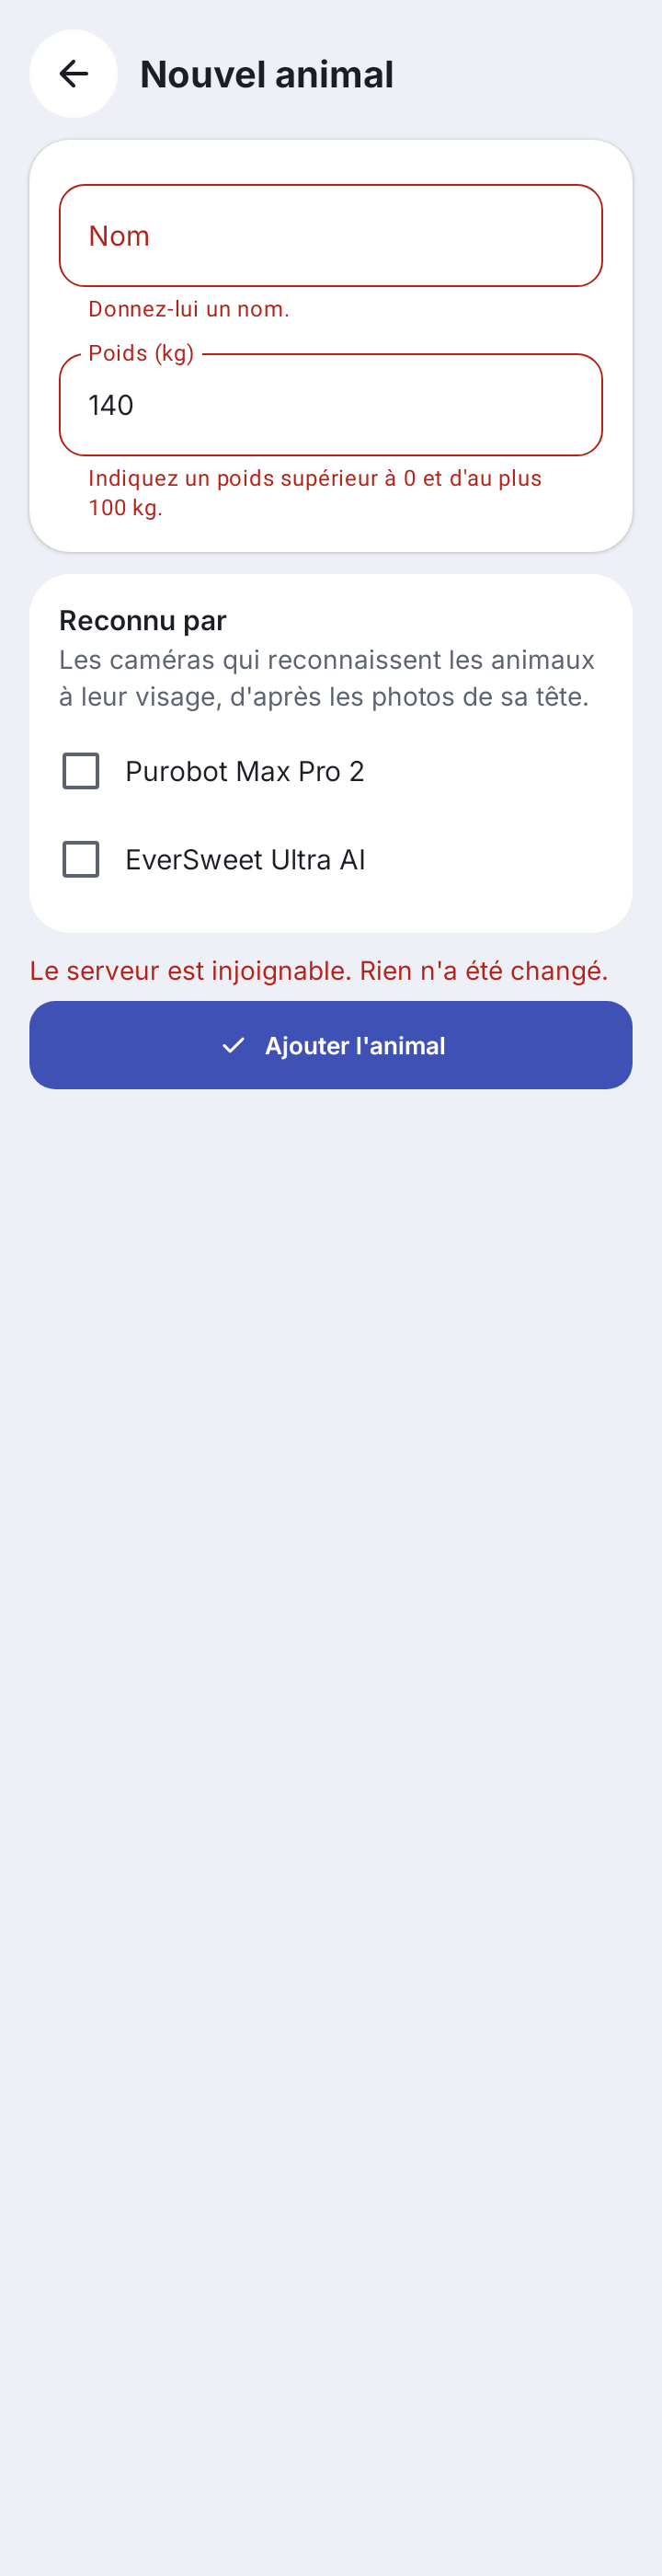 Nouvel animal
Nom
Donnez-lui un nom.
Poids (kg)
140
Indiquez un poids supérieur à 0 et d'au plus
100 kg.
Reconnu par
Les caméras qui reconnaissent les animaux
à leur visage, d'après les photos de sa tête.
Purobot Max Pro 2
EverSweet Ultra AI
Le serveur est injoignable. Rien n'a été changé.
Ajouter l'animal